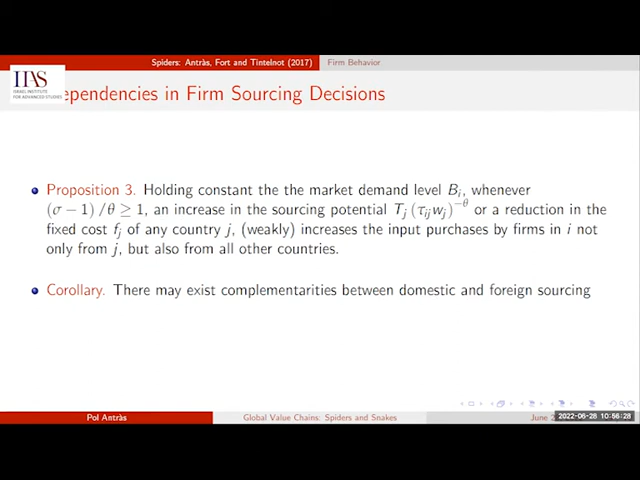 Spiders: Antràs, Fort and Tintelnot (2017) Firm Behavior
IIAS
ISRAEL INSTITUTE
FOR ADVANCED STUDIES
ependencies in Firm Sourcing Decisions
Proposition 3. Holding constant the the market demand level B_i, whenever
(σ − 1) /θ ≥ 1, an increase in the sourcing potential T_j (τ_ij w_j)^−θ or a reduction in the
fixed cost f_j of any country j, (weakly) increases the input purchases by firms in i not
only from j, but also from all other countries.
Corollary. There may exist complementarities between domestic and foreign sourcing
Pol Antràs Global Value Chains: Spiders and Snakes June 2
2022-06-28 10:56:28